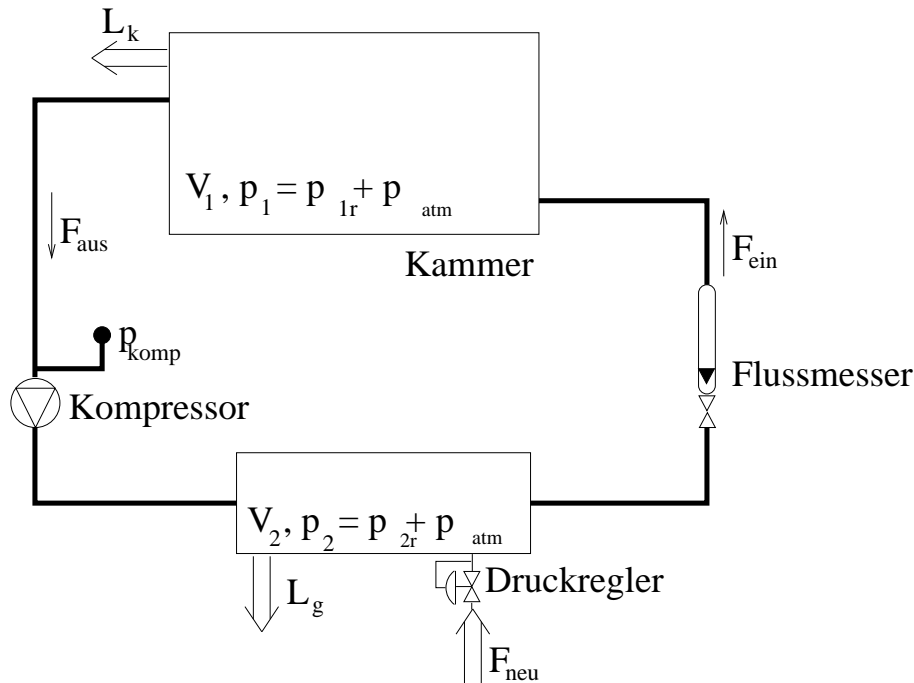 L_k
V_1, p_1 = p_1r + p_atm
F_aus
Kammer
F_ein
p_komp
Flussmesser
Kompressor
V_2, p_2 = p_2r + p_atm
Druckregler
L_g
F_neu